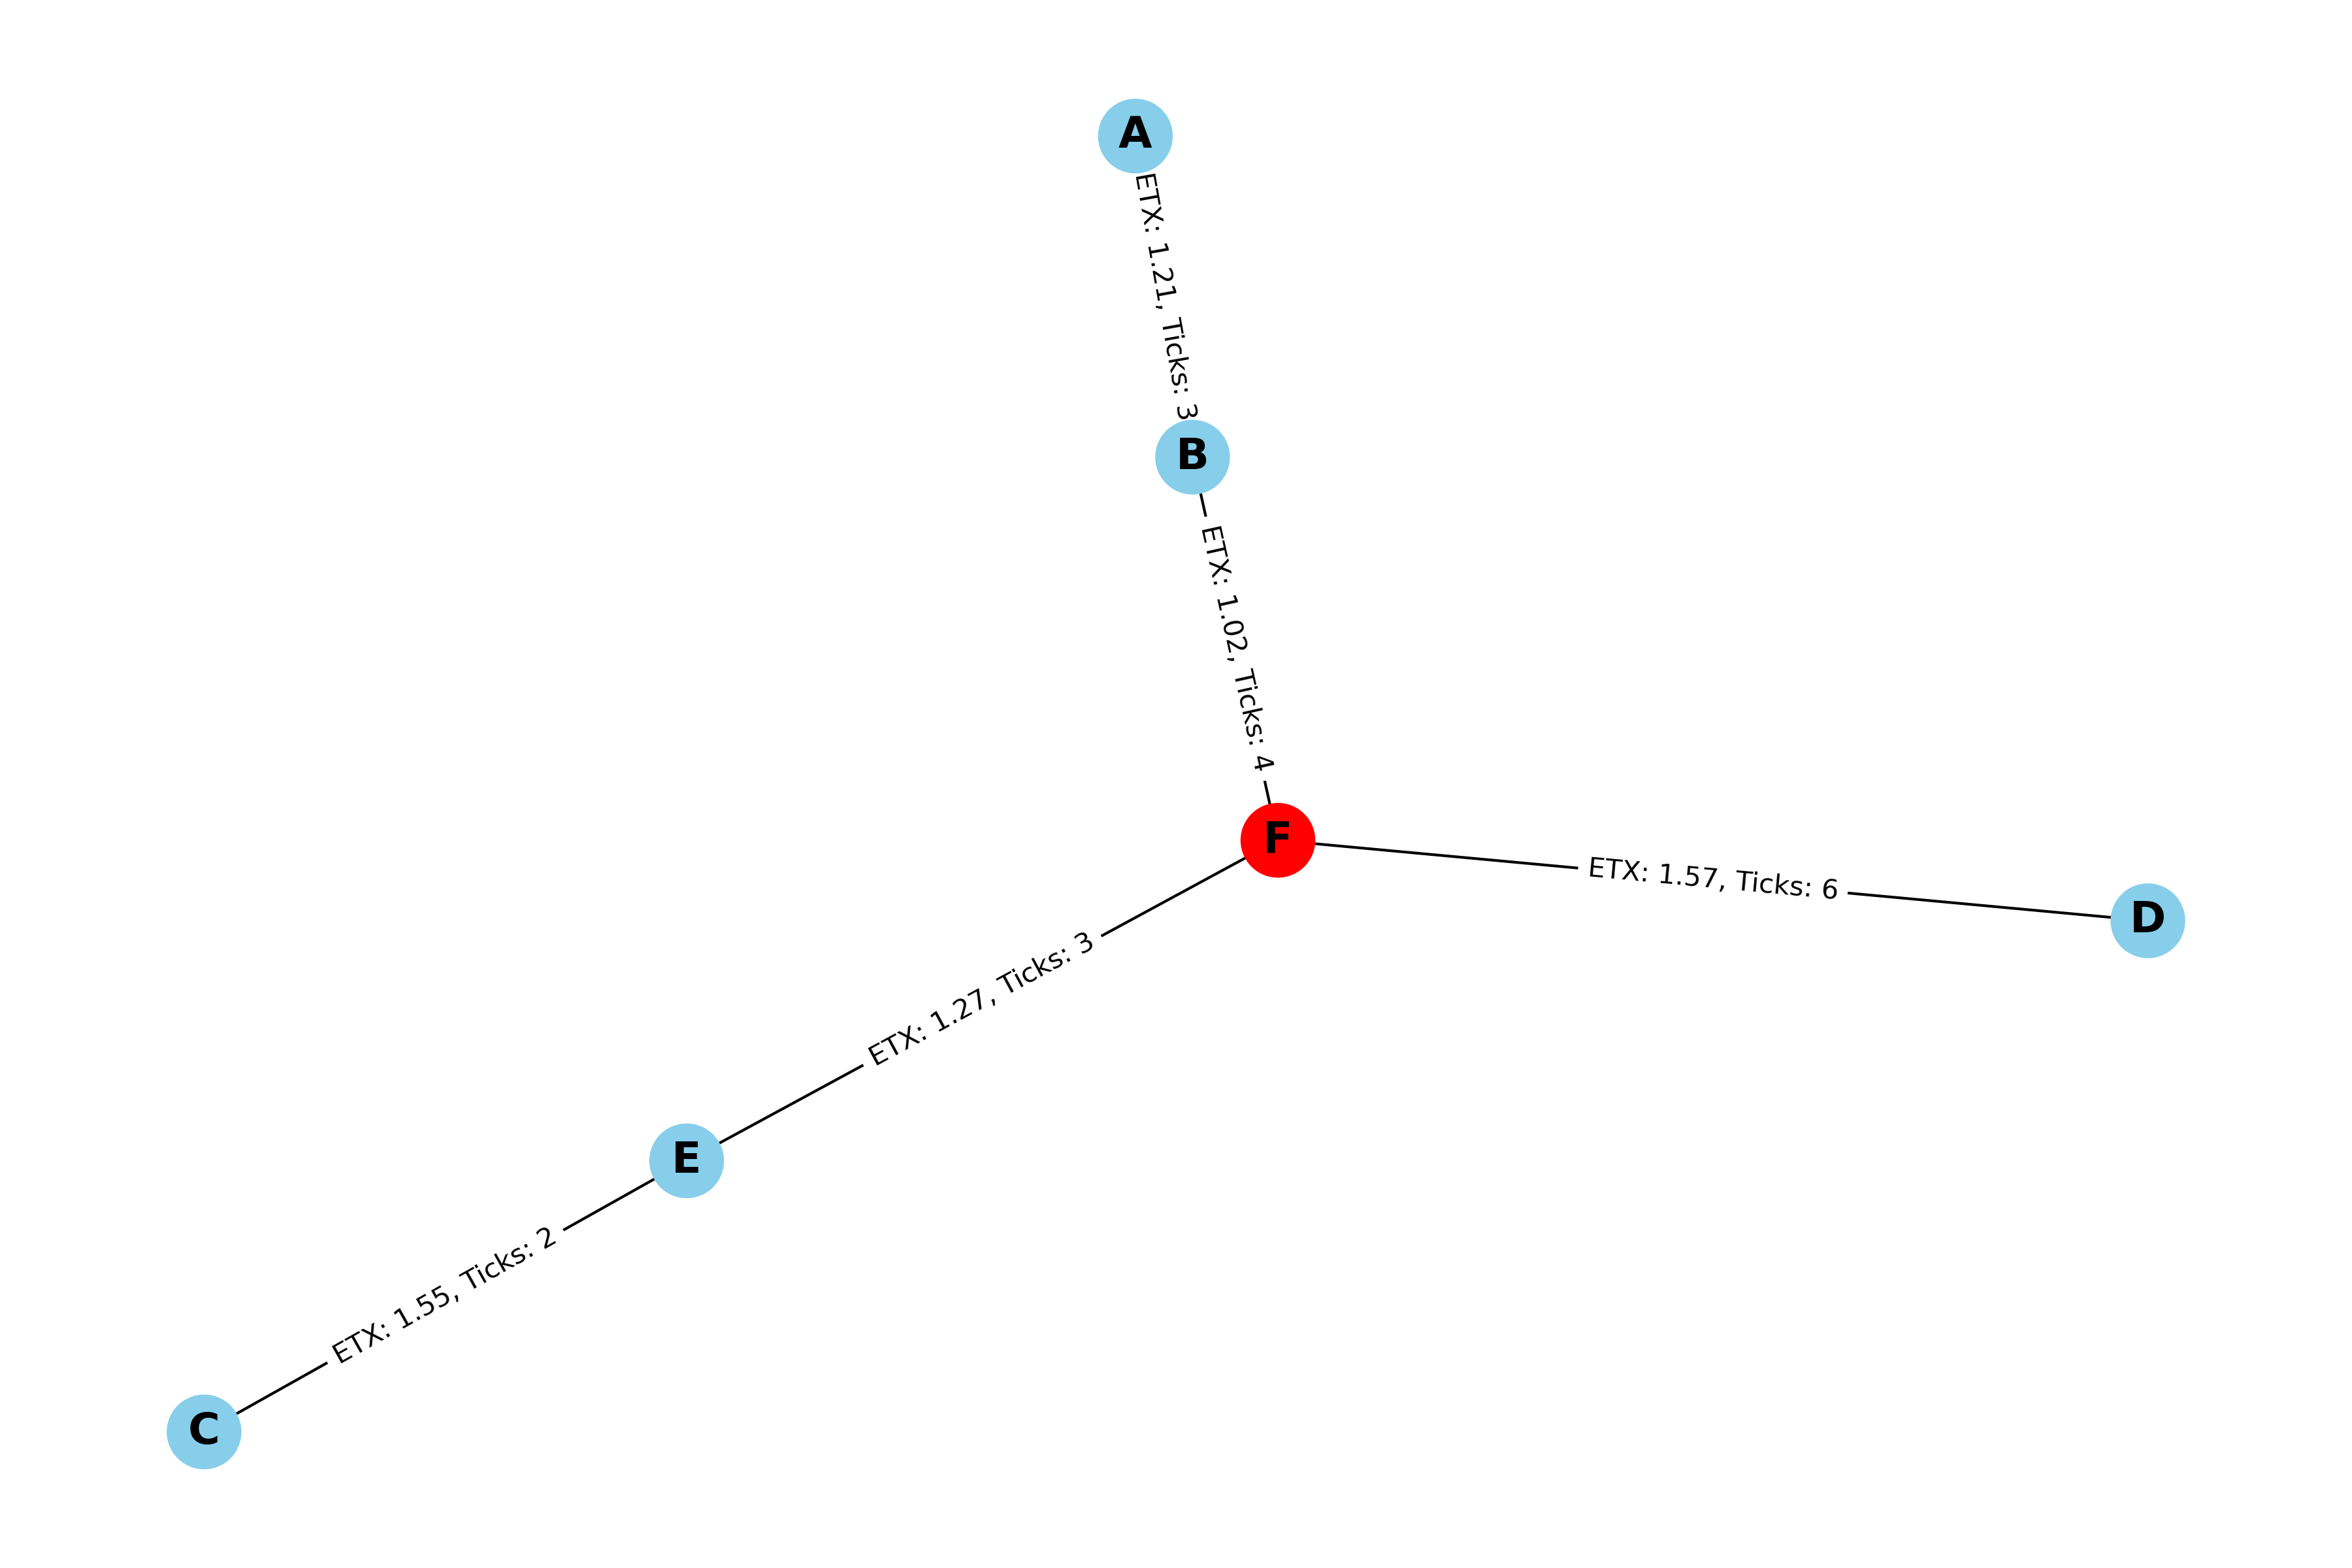 A
ETX: 1.21, Ticks: 3
B
ETX: 1.02, Ticks: 4
F
ETX: 1.57, Ticks: 6
D
ETX: 1.27, Ticks: 3
E
ETX: 1.55, Ticks: 2
C